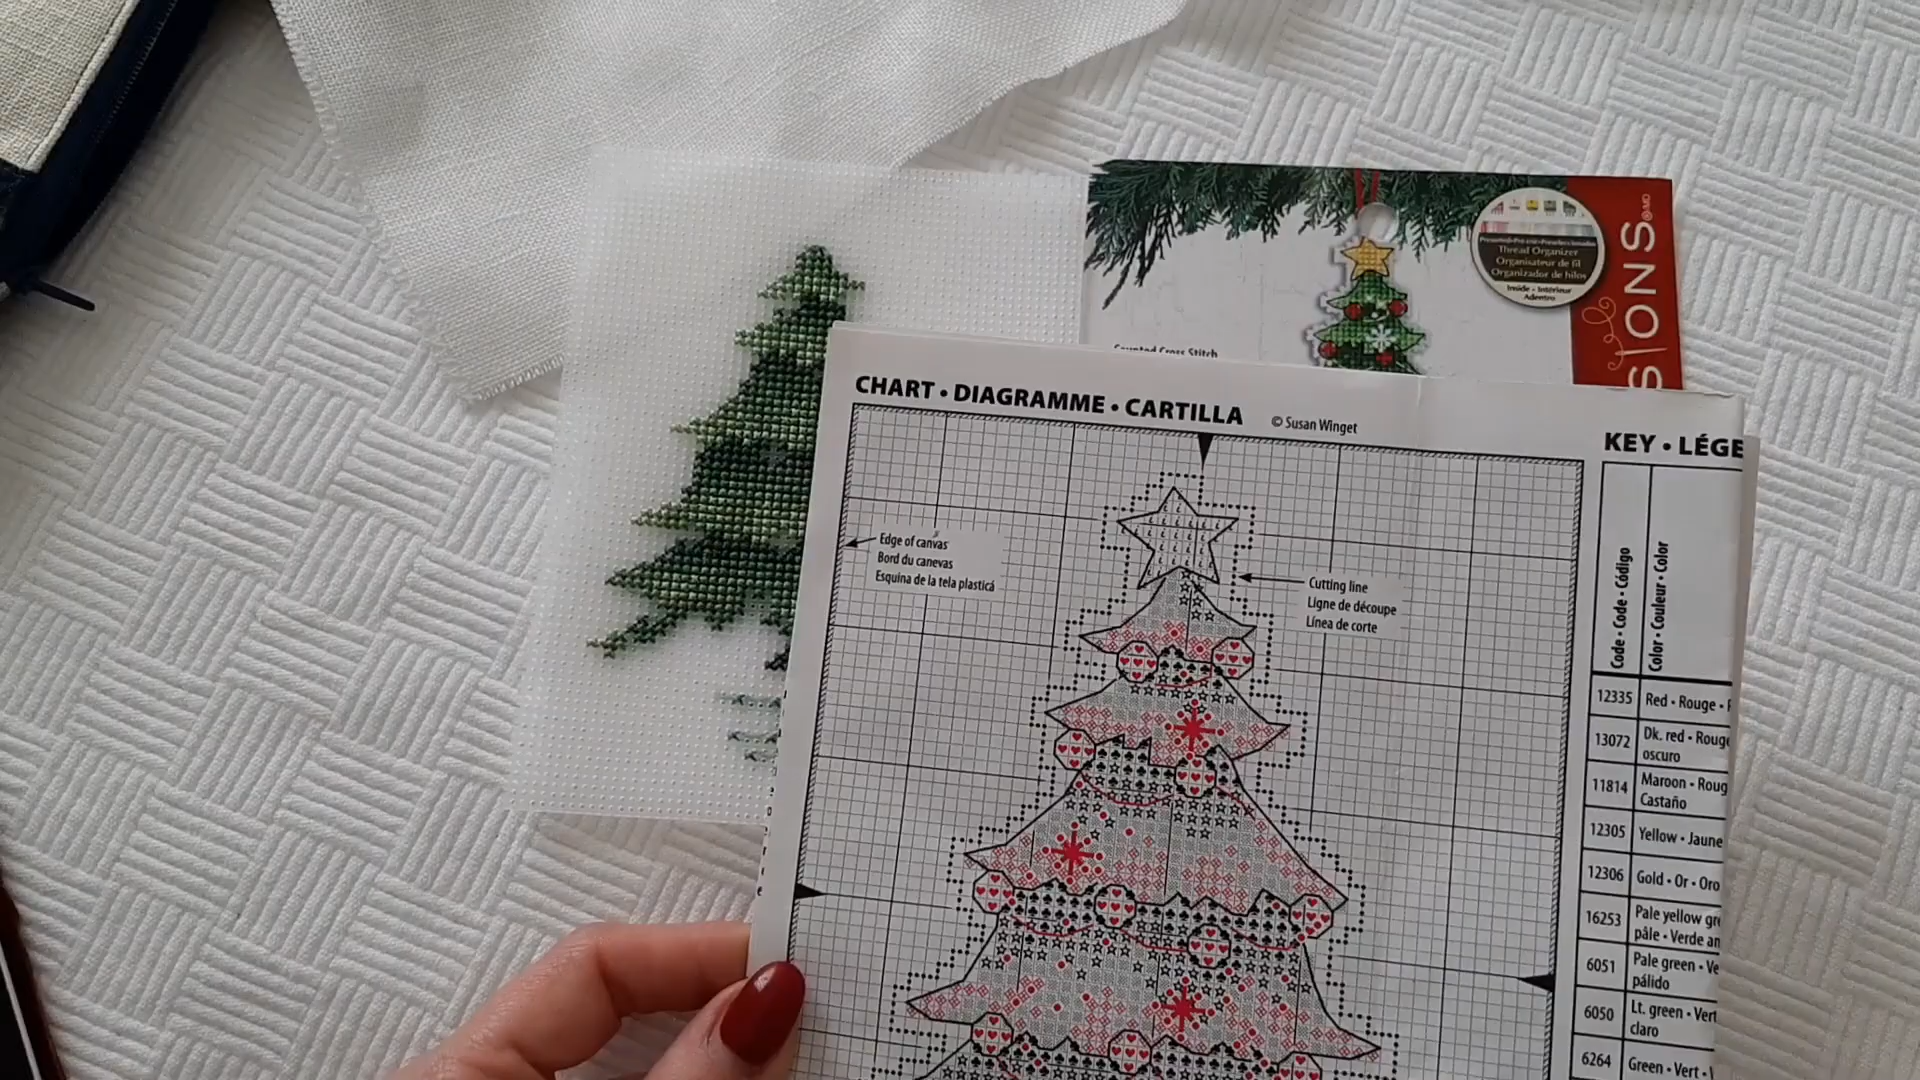 Thread Organizer
Organisateur de fil
Organizador de hilos
Inside • Intérieur
Adentro
SIONS
Counted Cross Stitch
CHART • DIAGRAMME • CARTILLA
© Susan Winget
KEY • LÉGE
Edge of canvas
Bord du canevas
Esquina de la tela plasticá
Cutting line
Ligne de découpe
Línea de corte
Code • Code • Código
Color • Couleur • Color
12335 Red • Rouge •
13072 Dk. red • Rouge
oscuro
11814 Maroon • Roug
Castaño
12305 Yellow • Jaune
12306 Gold • Or • Oro
16253 Pale yellow gre
pâle • Verde am
6051 Pale green • Ve
pálido
6050 Lt. green • Vert
claro
6264 Green • Vert •